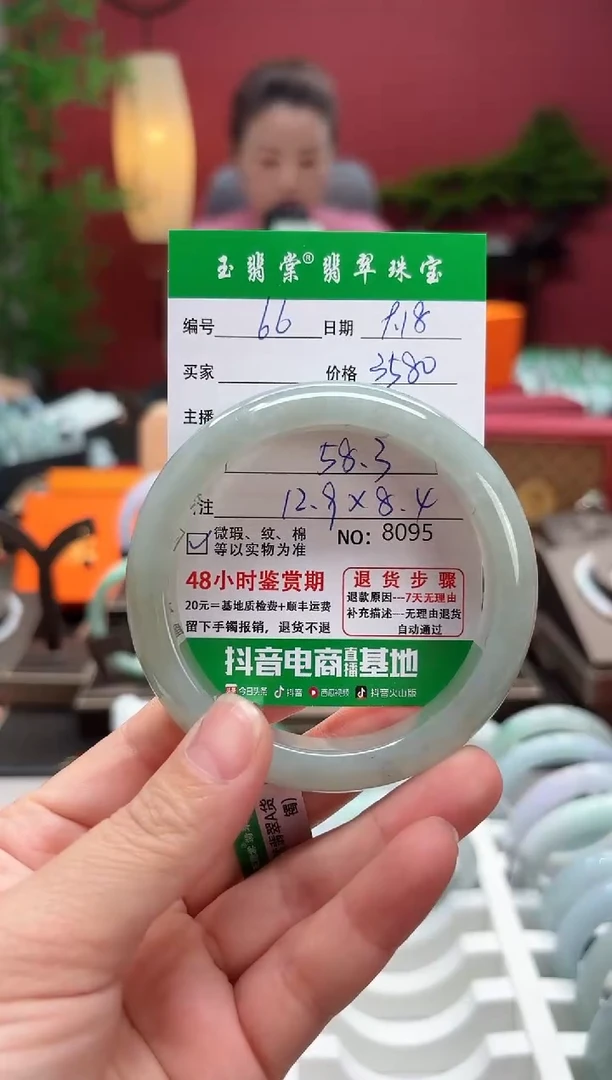 玉翡棠®翡翠珠宝
编号 66 日期 9.18
买家 价格 3580
主播
58.3
注 12.9×8.4
微瑕、纹、棉 NO: 8095
等以实物为准
48小时鉴赏期
20元=基地质检费+顺丰运费
留下手镯报销，退货不退
退货步骤
退款原因---7天无理由
补充描述---无理由退货
自动通过
抖音电商直播基地
今日头条 抖音 西瓜视频 抖音火山版
翡翠A货